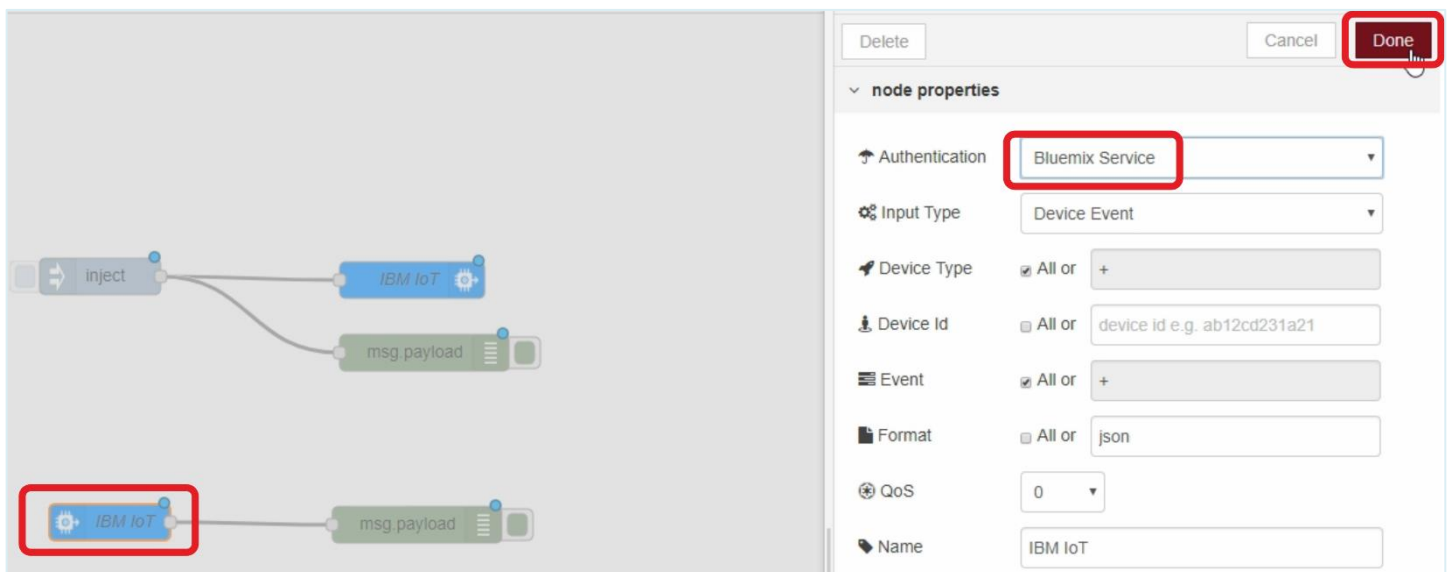 Delete
Cancel
Done
node properties
Authentication
Bluemix Service
Input Type
Device Event
inject
IBM IoT
Device Type
All or
+
msg.payload
Device Id
All or
device id e.g. ab12cd231a21
Event
All or
+
Format
All or
json
QoS
0
IBM IoT
msg.payload
Name
IBM IoT